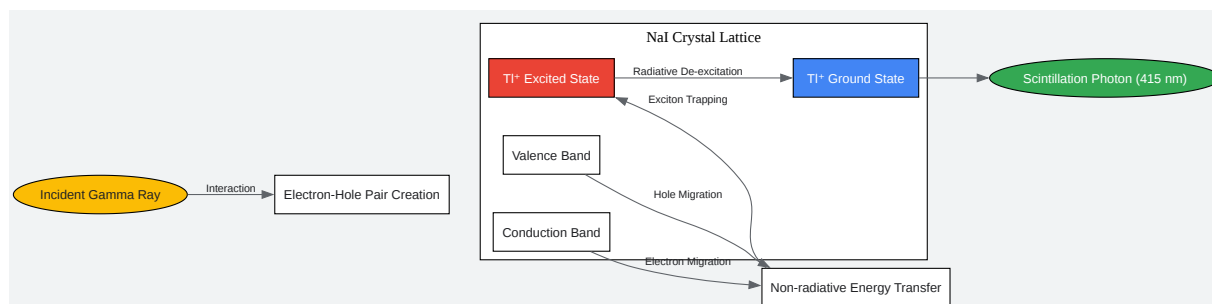 NaI Crystal Lattice
Tl⁺ Excited State
Radiative De-excitation
Tl⁺ Ground State
Scintillation Photon (415 nm)
Exciton Trapping
Valence Band
Incident Gamma Ray
Interaction
Electron-Hole Pair Creation
Hole Migration
Conduction Band
Electron Migration
Non-radiative Energy Transfer